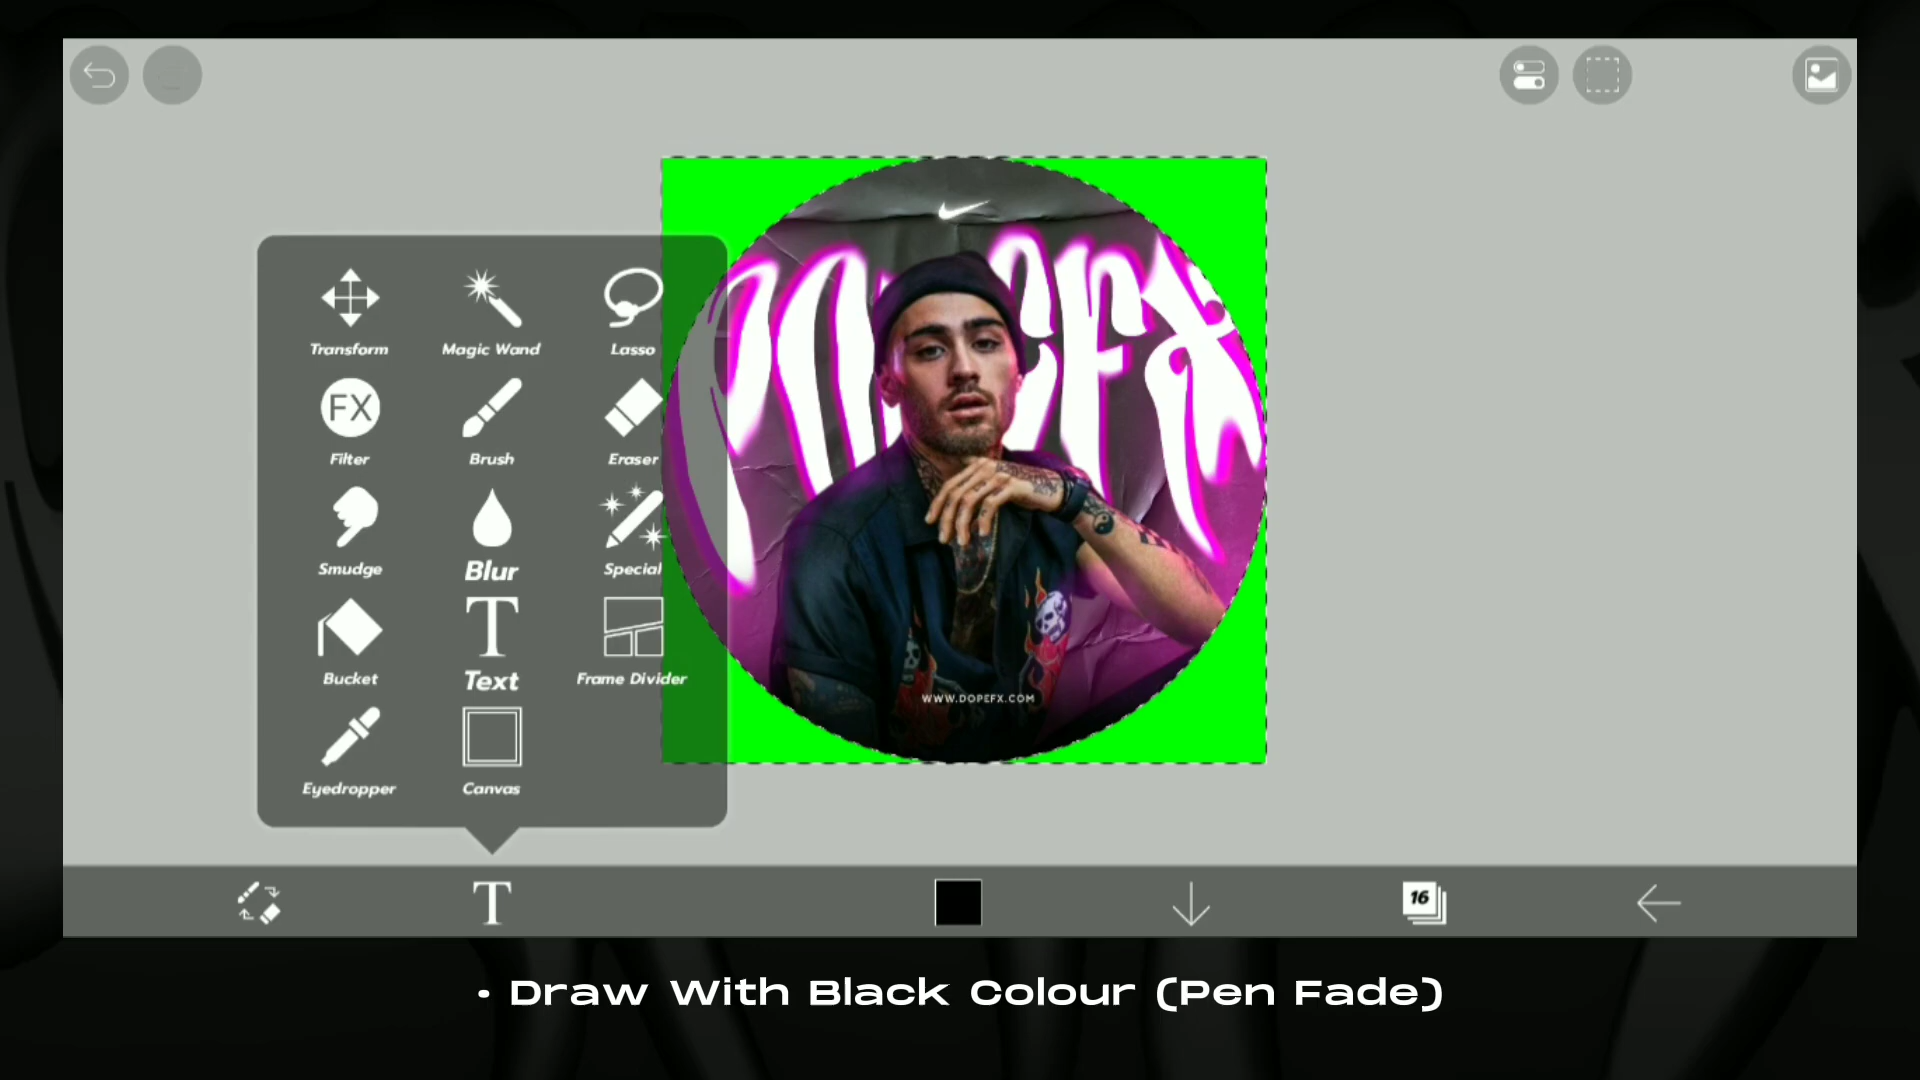 Transform
Magic Wand
Lasso
FX
Filter
Brush
Eraser
Smudge
Blur
Special
Bucket
T
Text
Frame Divider
Eyedropper
Canvas
WWW.DOPEFX.COM
T
16
• Draw With Black Colour (Pen Fade)